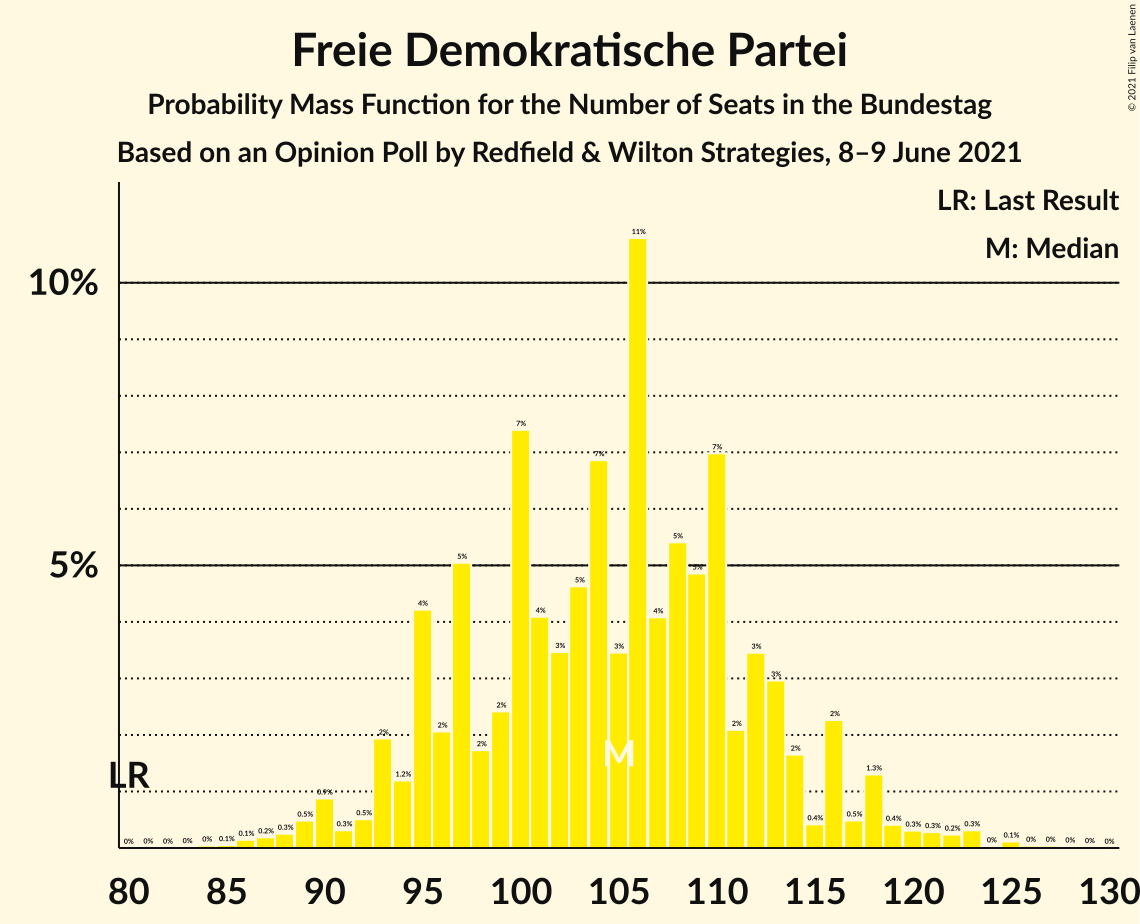 Freie Demokratische Partei
Probability Mass Function for the Number of Seats in the Bundestag
Based on an Opinion Poll by Redfield & Wilton Strategies, 8–9 June 2021
© 2021 Filip van Laenen
LR: Last Result
M: Median
10%
5%
0% 0% 0% 0% 0% 0.1% 0.1% 0.2% 0.3% 0.5% 0.9% 0.3% 0.5% 2% 1.2% 4% 2% 5% 2% 2% 7% 4% 3% 5% 7% 3% 11% 4% 5% 5% 7% 2% 3% 3% 2% 0.4% 2% 0.5% 1.3% 0.4% 0.3% 0.3% 0.2% 0.3% 0% 0.1% 0% 0% 0% 0% 0%
LR
M
80 85 90 95 100 105 110 115 120 125 130